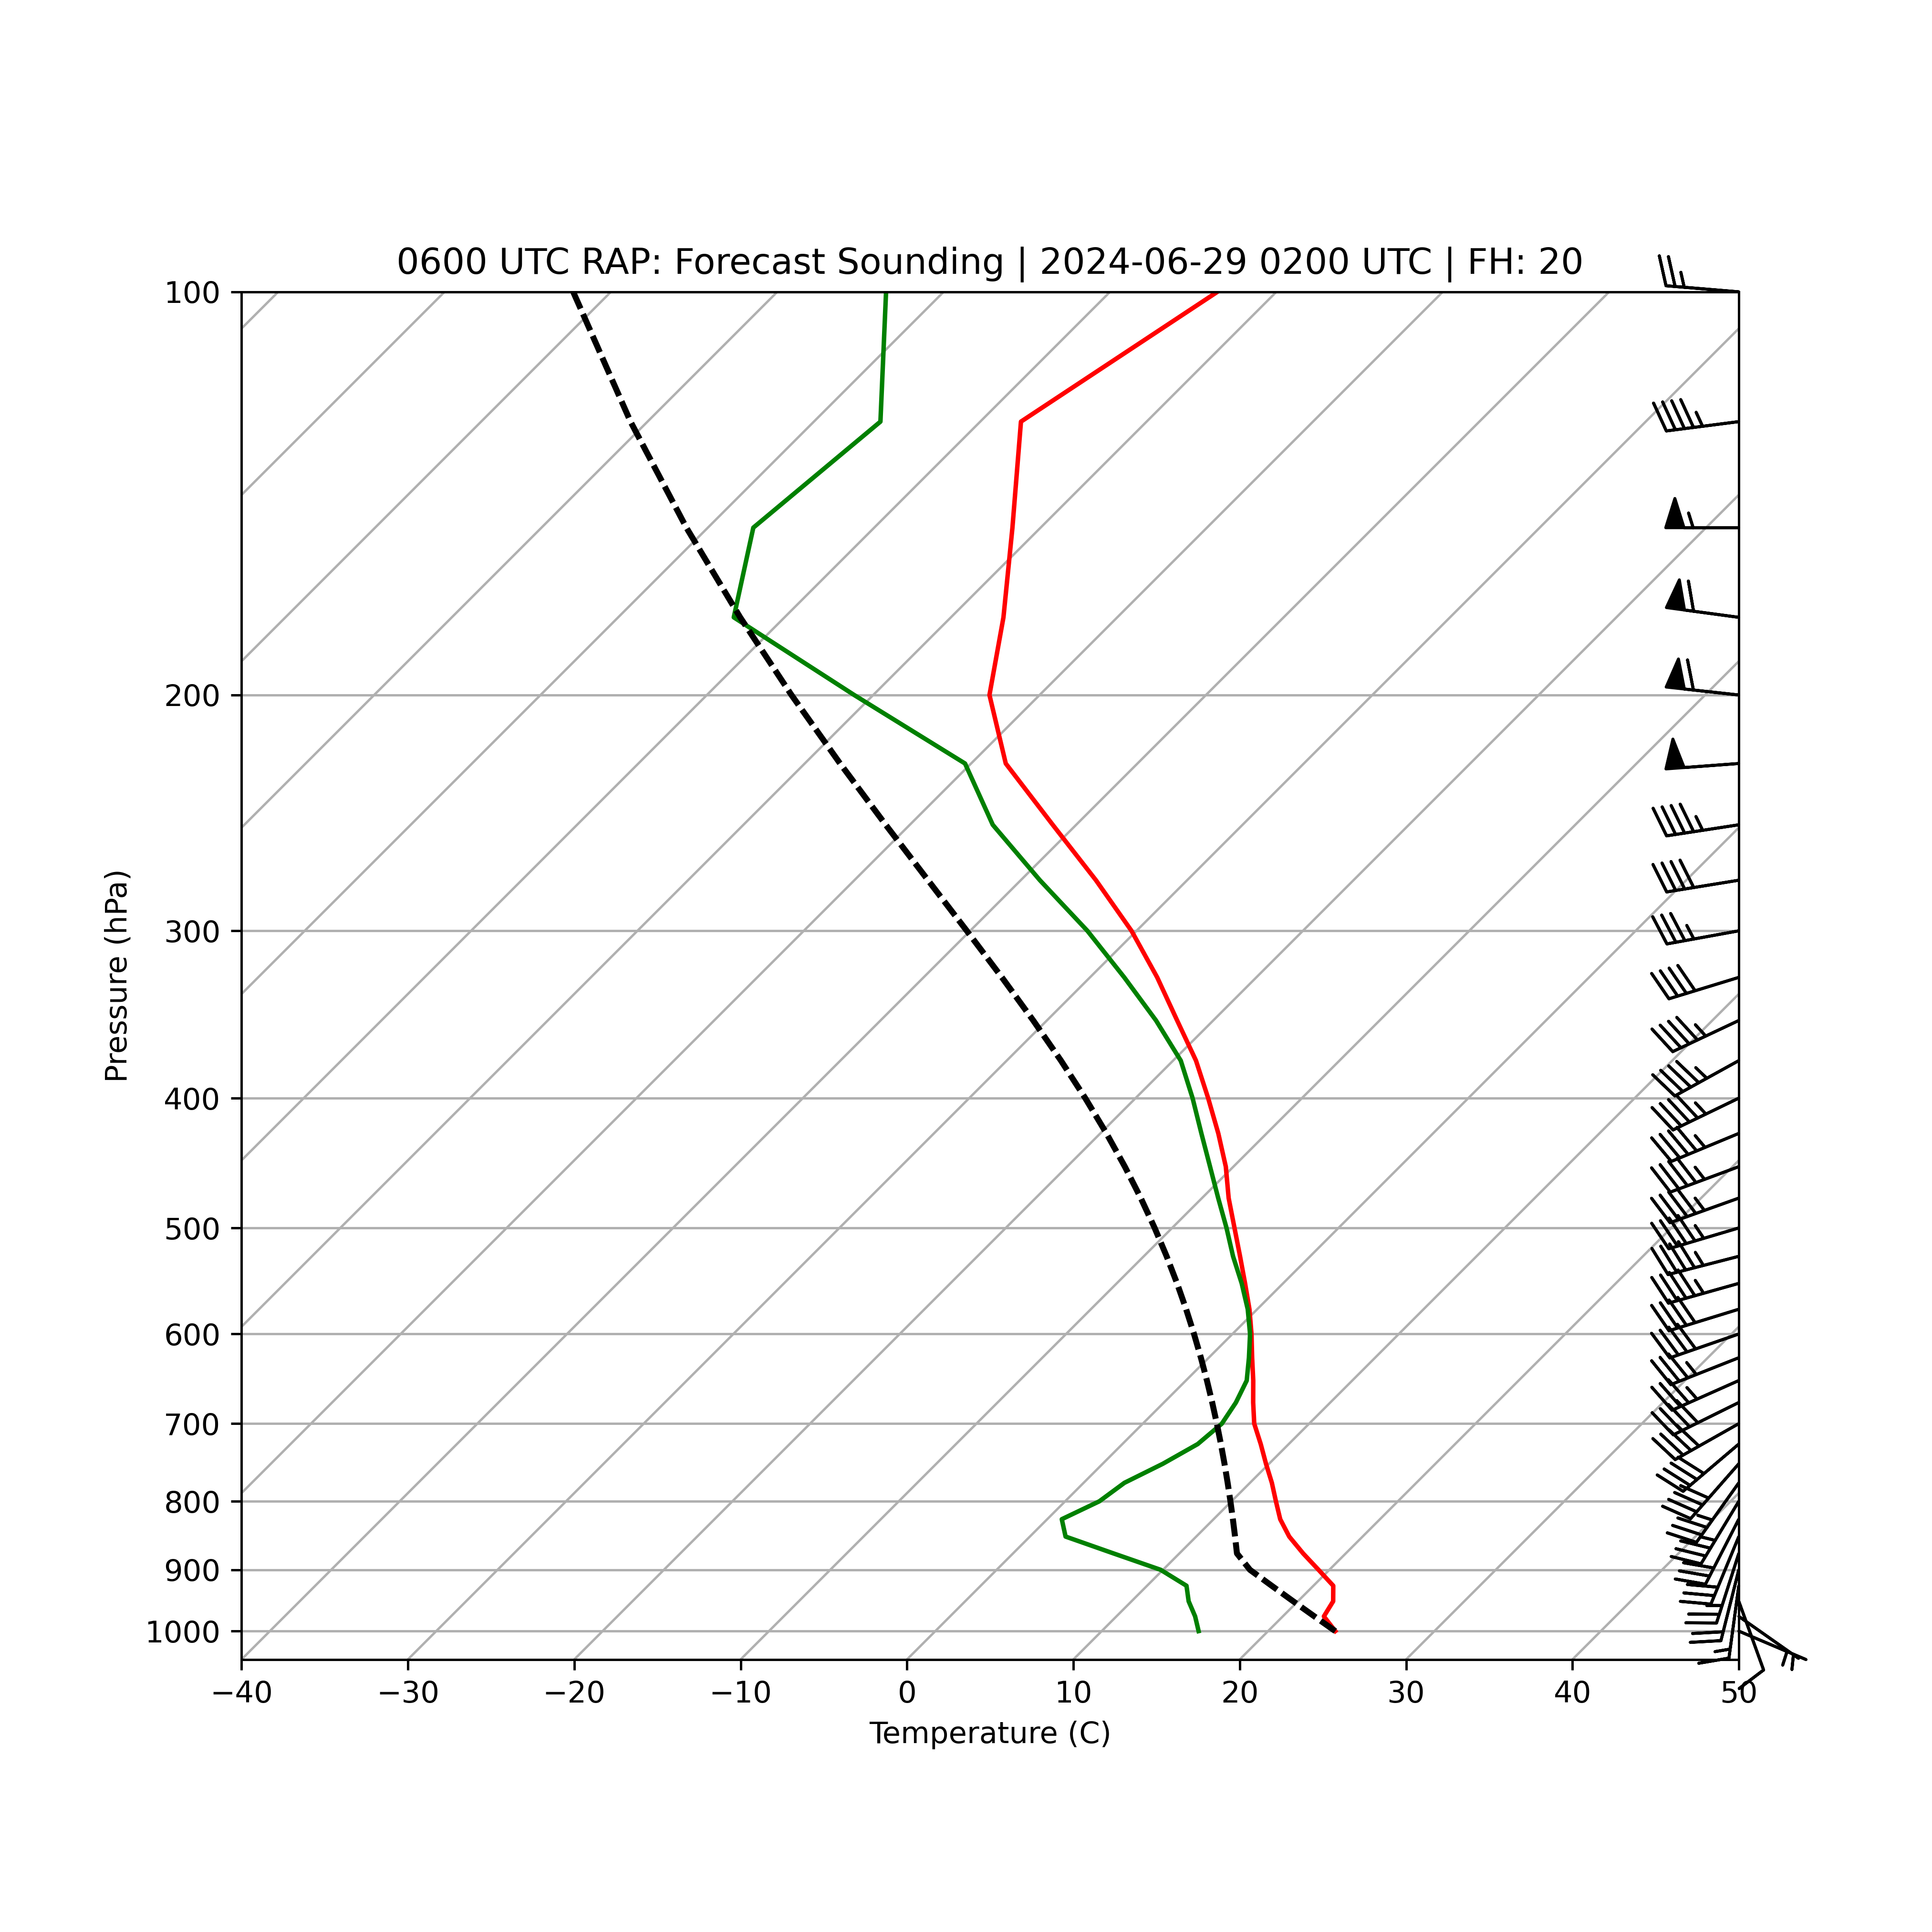 0600 UTC RAP: Forecast Sounding | 2024-06-29 0200 UTC | FH: 20
100
200
300
400
500
600
700
800
900
1000
Pressure (hPa)
−40 −30 −20 −10 0 10 20 30 40 50
Temperature (C)